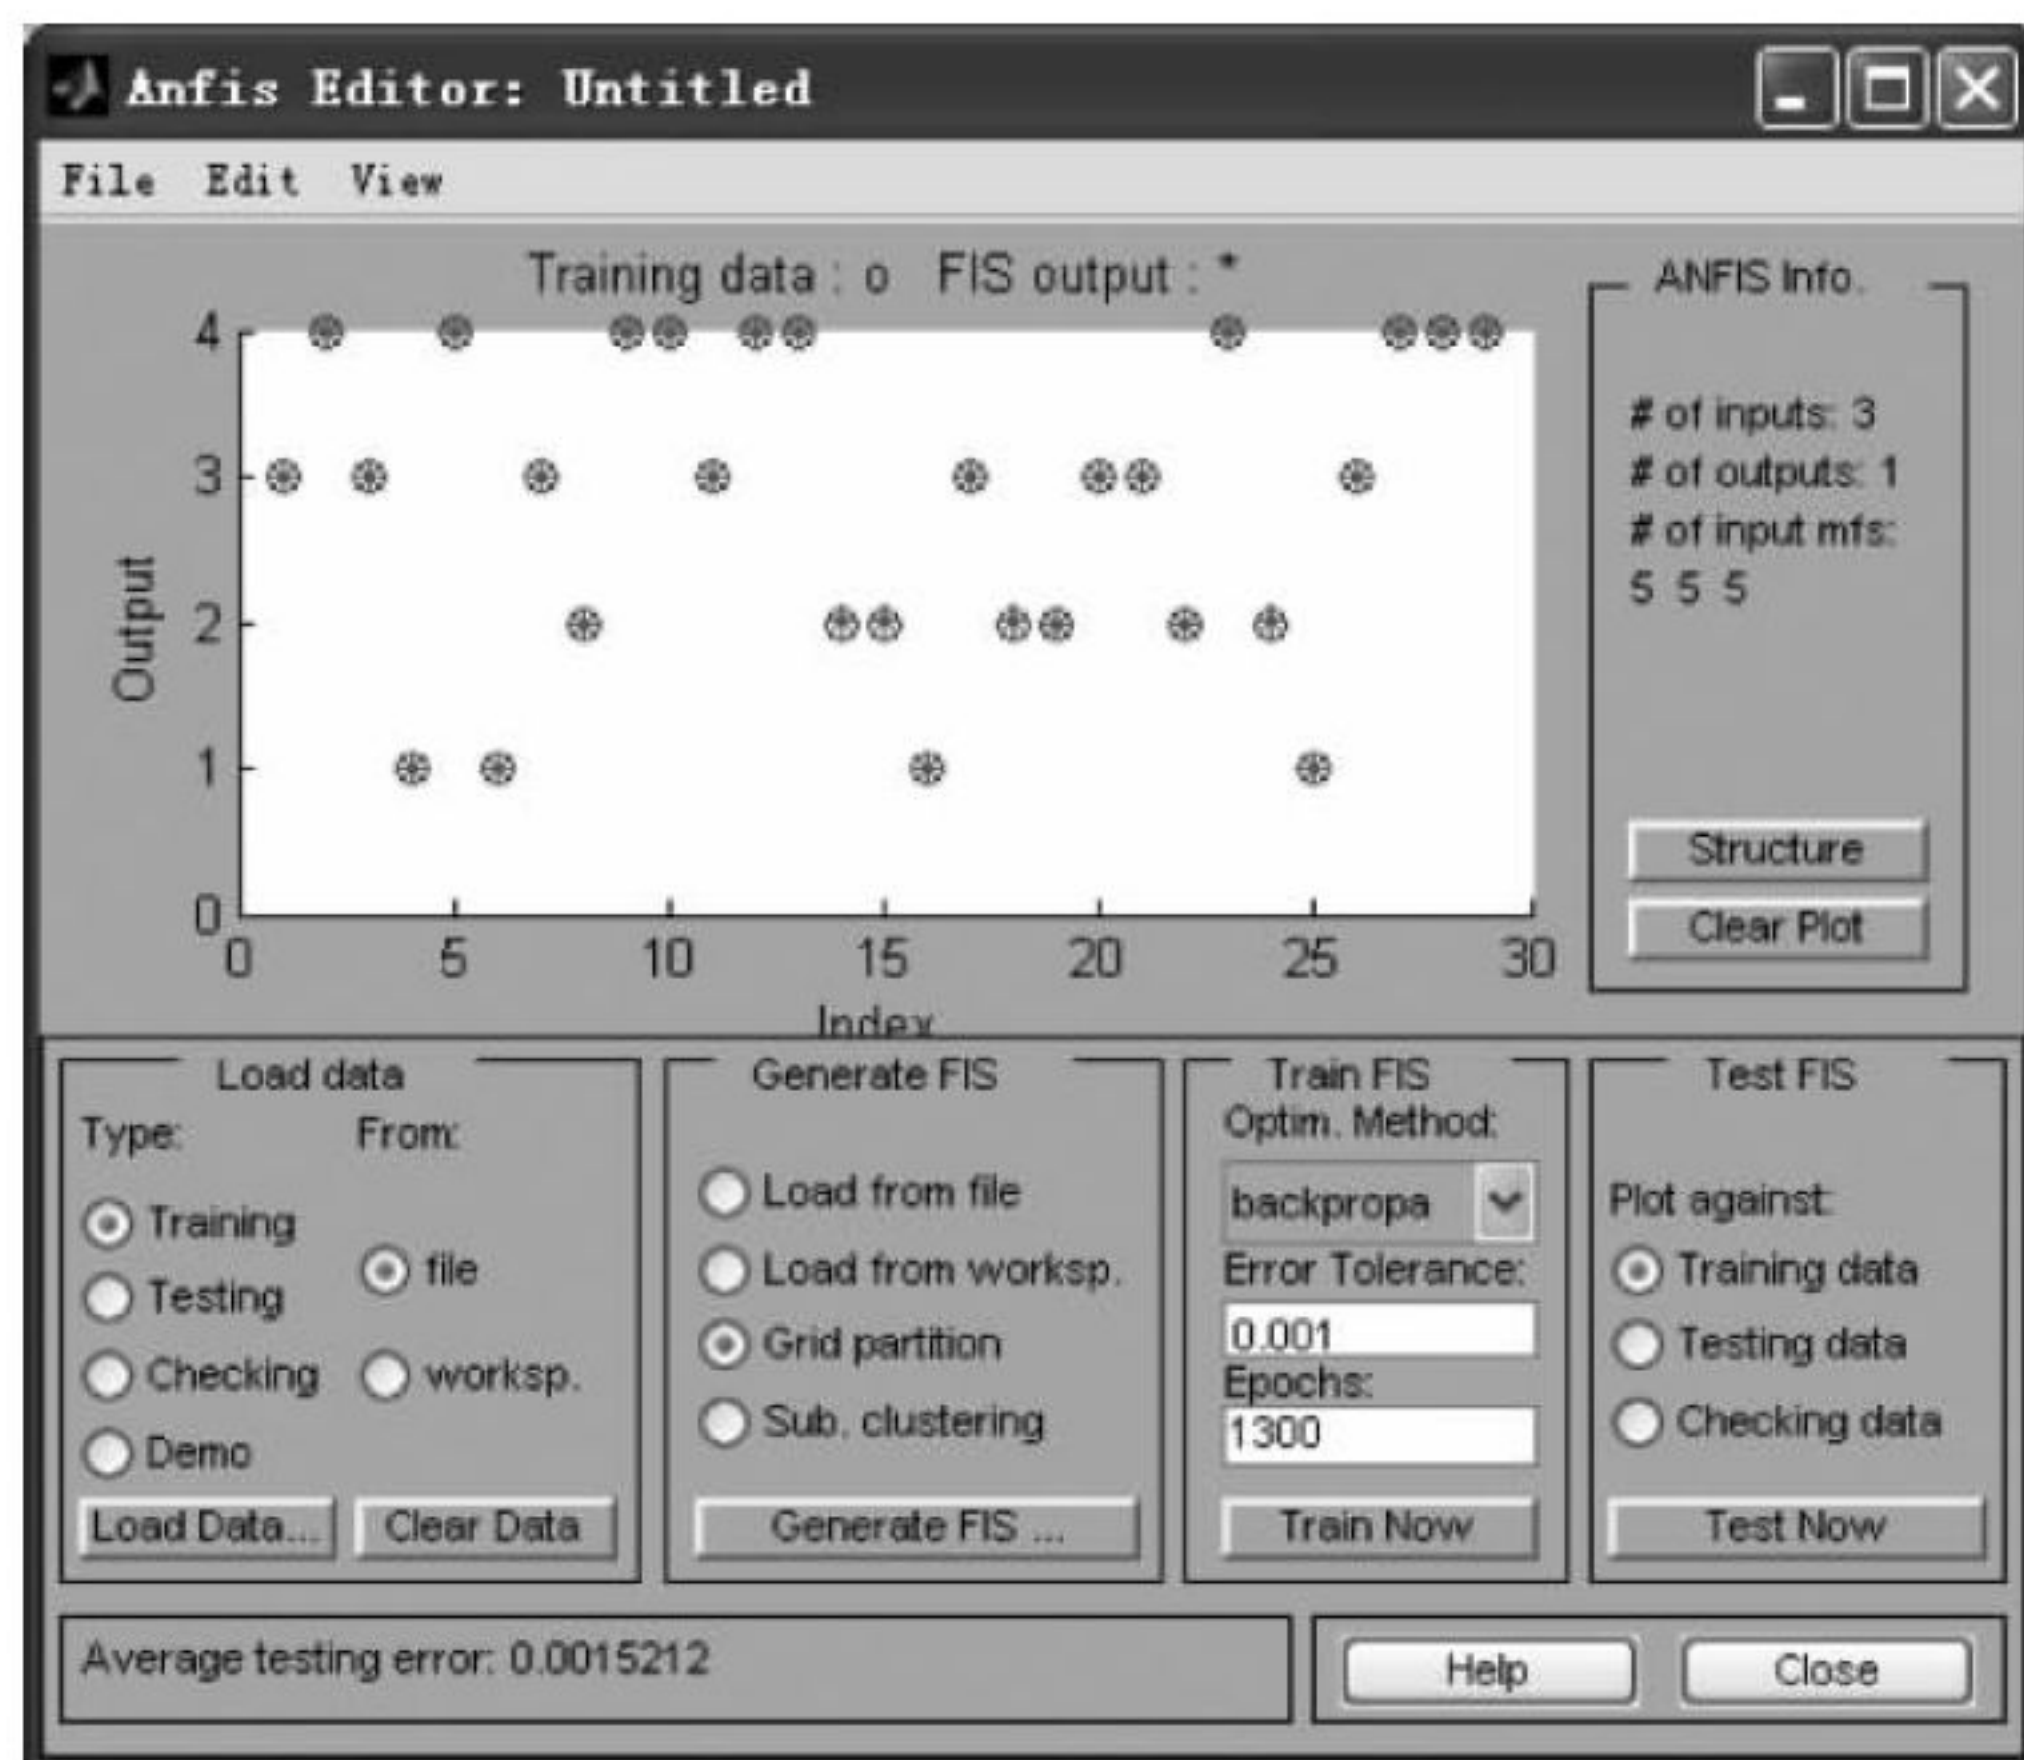 Anfis Editor: Untitled
File Edit View
Training data : o FIS output : *
4
3
2
1
0
Output
0 5 10 15 20 25 30
Index
ANFIS Info.
# of inputs: 3
# of outputs: 1
# of input mfs:
5 5 5
Structure
Clear Plot
Load data
Type: From:
Training
Testing
Checking
Demo
file
worksp.
Load Data... Clear Data
Generate FIS
Load from file
Load from worksp.
Grid partition
Sub. clustering
Generate FIS ...
Train FIS
Optim. Method:
backpropa
Error Tolerance:
0.001
Epochs:
1300
Train Now
Test FIS
Plot against:
Training data
Testing data
Checking data
Test Now
Average testing error: 0.0015212
Help Close